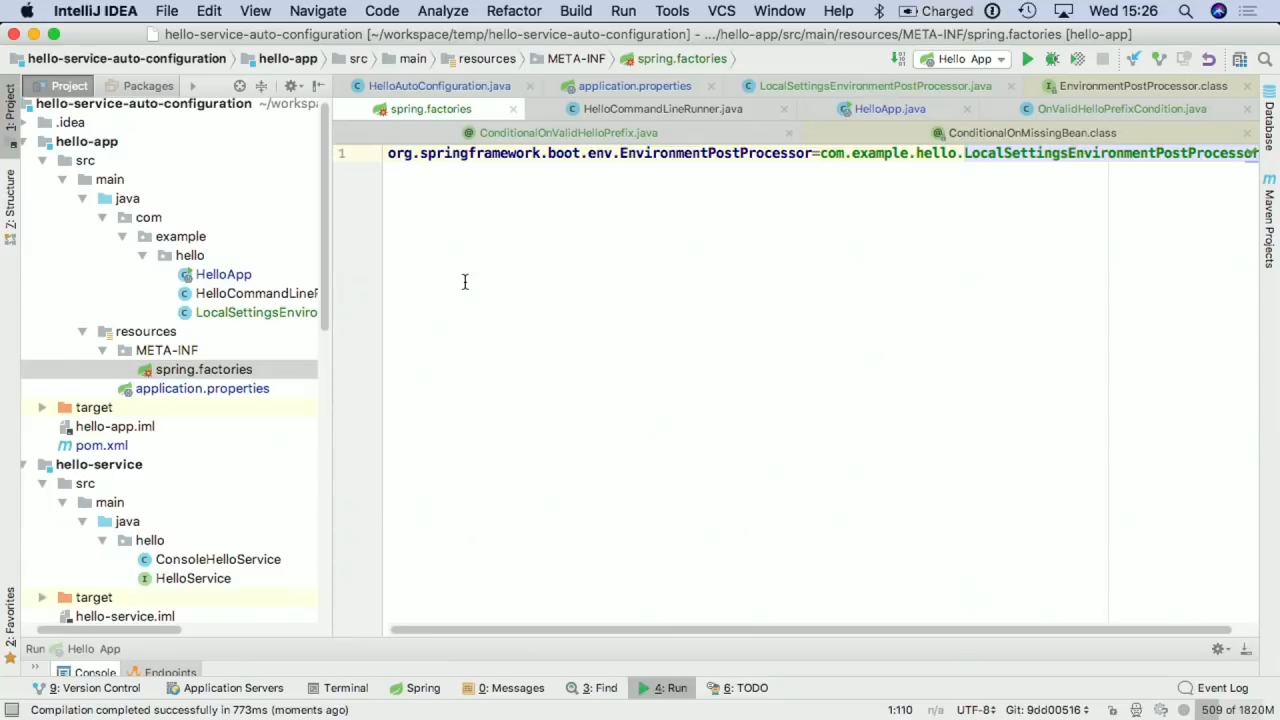 IntelliJ IDEA File Edit View Navigate Code Analyze Refactor Build Run Tools VCS Window Help Charged Wed 15:26
hello-service-auto-configuration [~/workspace/temp/hello-service-auto-configuration] - .../hello-app/src/main/resources/META-INF/spring.factories [hello-app]
hello-service-auto-configuration hello-app src main resources META-INF spring.factories Hello App
Project Packages HelloAutoConfiguration.java application.properties LocalSettingsEnvironmentPostProcessor.java EnvironmentPostProcessor.class
hello-service-auto-configuration ~/workspa spring.factories HelloCommandLineRunner.java HelloApp.java OnValidHelloPrefixCondition.java
.idea ConditionalOnValidHelloPrefix.java ConditionalOnMissingBean.class
hello-app 1 org.springframework.boot.env.EnvironmentPostProcessor=com.example.hello.LocalSettingsEnvironmentPostProcessor
src
main
java
com
example
hello
HelloApp
HelloCommandLineR
LocalSettingsEnviro
resources
META-INF
spring.factories
application.properties
target
hello-app.iml
pom.xml
hello-service
src
main
java
hello
ConsoleHelloService
HelloService
target
hello-service.iml
1: Project
Z: Structure
2: Favorites
Database
Maven Projects
Run Hello App
Console Endpoints
9: Version Control Application Servers Terminal Spring 0: Messages 3: Find 4: Run 6: TODO Event Log
Compilation completed successfully in 773ms (moments ago) 1:110 n/a UTF-8 Git: 9dd00516 509 of 1820M